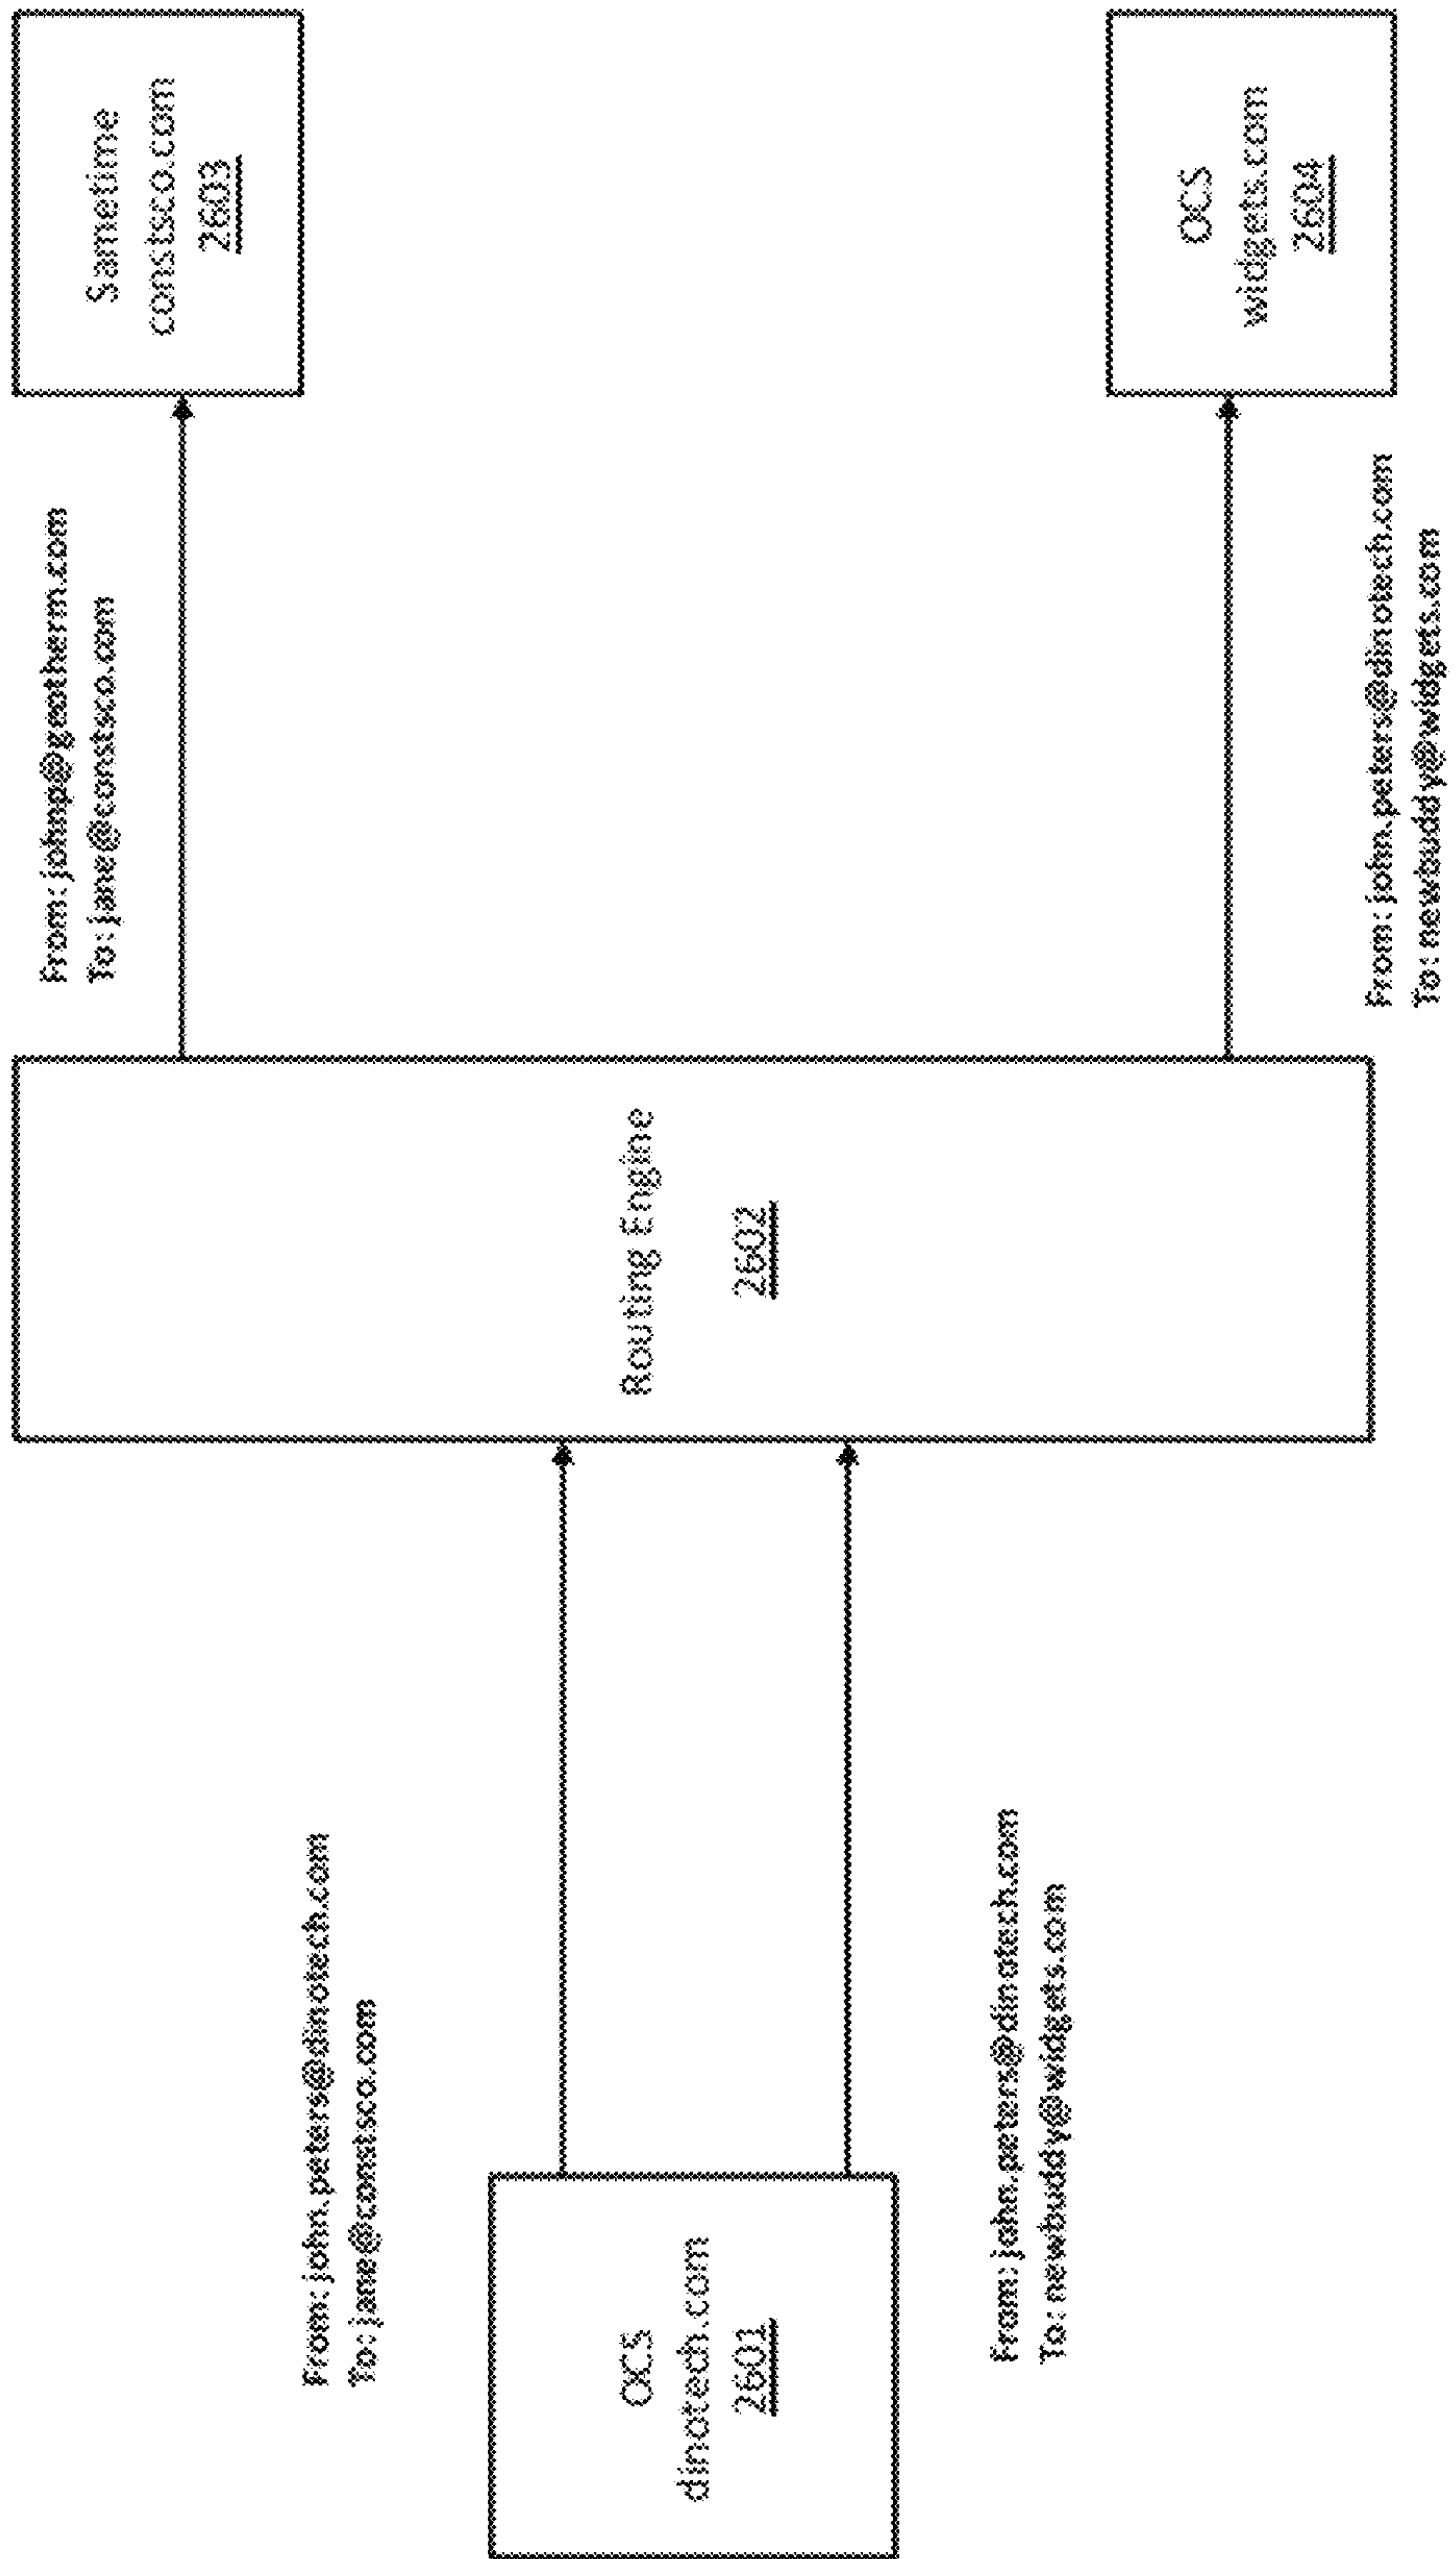 OCS
dinotech.com
2601
From: john.peters@dinotech.com
To: jane@constsco.com
From: john.peters@dinotech.com
To: newbuddy@widgets.com
Routing Engine
2602
From: johnp@geotherm.com
To: jane@constsco.com
From: john.peters@dinotech.com
To: newbuddy@widgets.com
Sametime
constsco.com
2603
OCS
widgets.com
2604